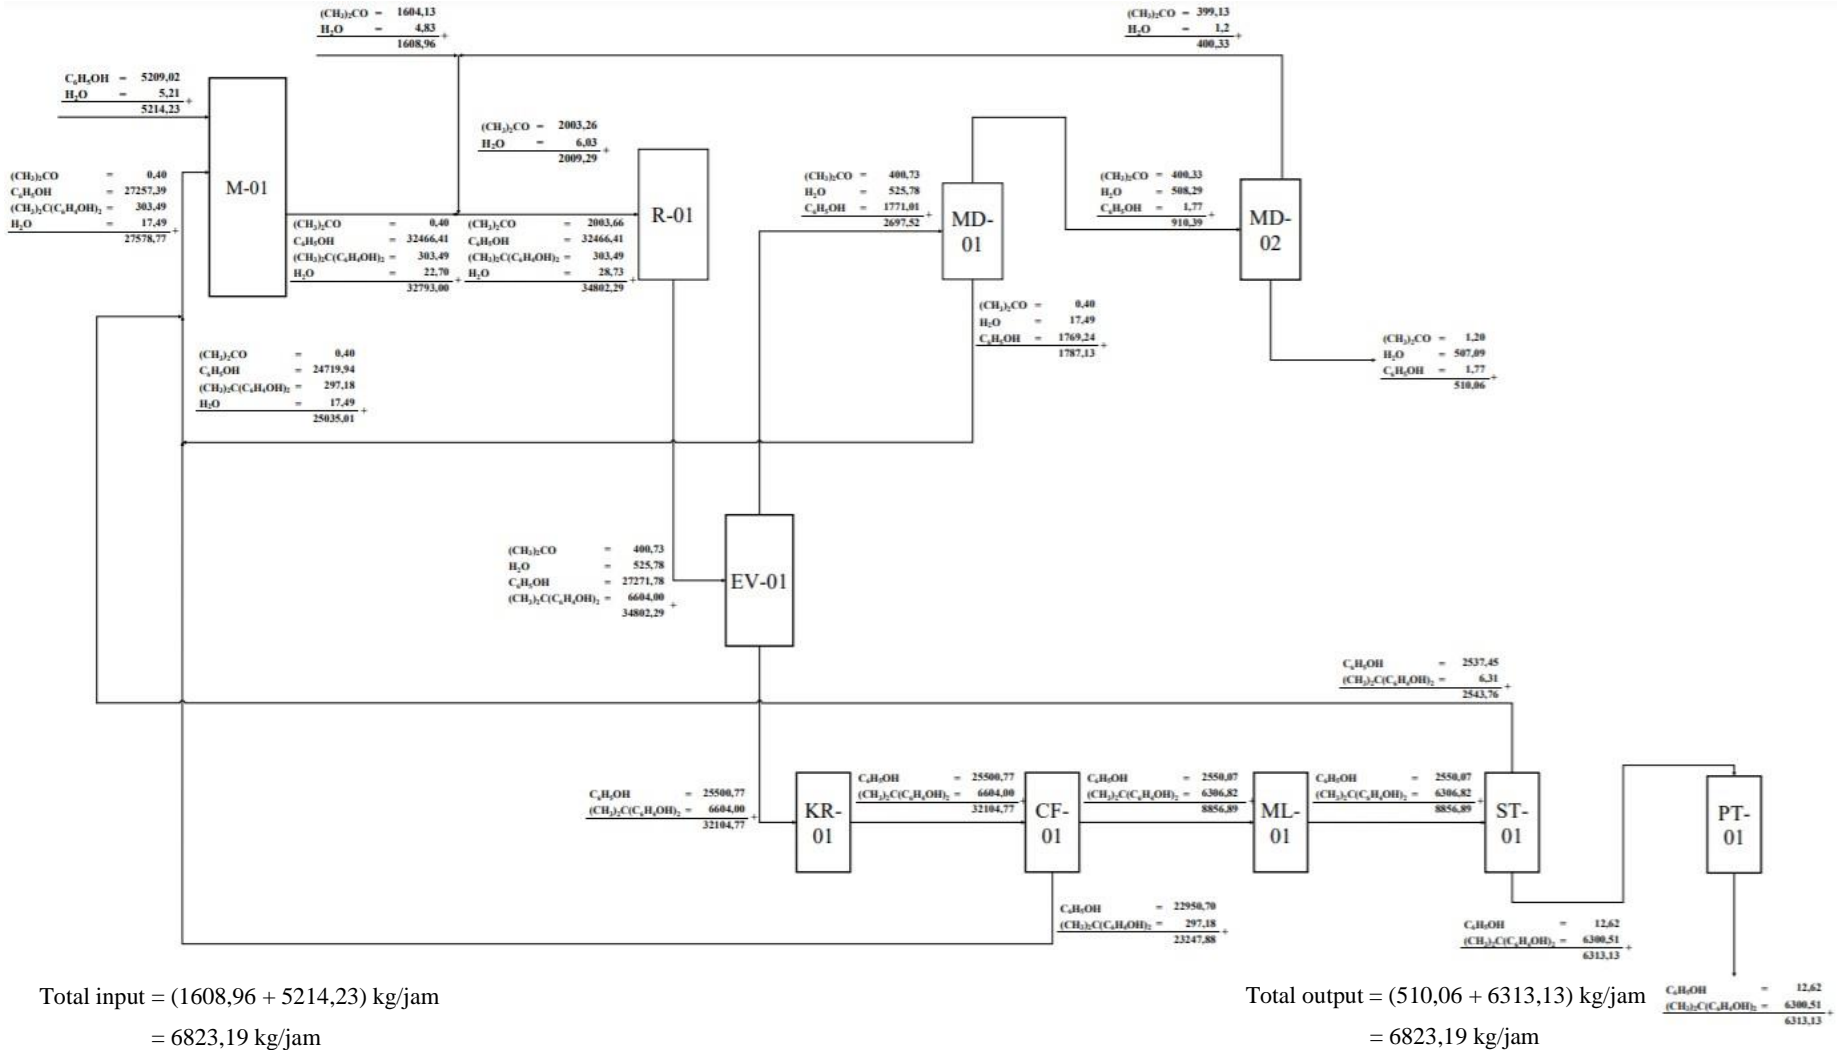 (CH₃)₂CO = 1604,13
H₂O = 4,83 +
1608,96
(CH₃)₂CO = 399,13
H₂O = 1,2 +
400,33
C₆H₅OH = 5209,02
H₂O = 5,21 +
5214,23
(CH₃)₂CO = 2003,26
H₂O = 6,03 +
2009,29
(CH₃)₂CO = 0,40
C₆H₅OH = 27257,39
(CH₃)₂C(C₆H₄OH)₂ = 303,49
H₂O = 17,49 +
27578,77
M-01
R-01
(CH₃)₂CO = 400,73
H₂O = 525,78
C₆H₅OH = 1771,01 +
2697,52
MD-
01
(CH₃)₂CO = 400,33
H₂O = 508,29
C₆H₅OH = 1,77 +
910,39
MD-
02
(CH₃)₂CO = 0,40
C₆H₅OH = 32466,41
(CH₃)₂C(C₆H₄OH)₂ = 303,49
H₂O = 22,70 +
32793,00
(CH₃)₂CO = 2003,66
C₆H₅OH = 32466,41
(CH₃)₂C(C₆H₄OH)₂ = 303,49
H₂O = 28,73 +
34802,29
(CH₃)₂CO = 0,40
H₂O = 17,49
C₆H₅OH = 1769,24 +
1787,13
(CH₃)₂CO = 1,20
H₂O = 507,09
C₆H₅OH = 1,77 +
510,06
(CH₃)₂CO = 0,40
C₆H₅OH = 24719,94
(CH₃)₂C(C₆H₄OH)₂ = 297,18
H₂O = 17,49 +
25035,01
(CH₃)₂CO = 400,73
H₂O = 525,78
C₆H₅OH = 27271,78
(CH₃)₂C(C₆H₄OH)₂ = 6604,00 +
34802,29
EV-01
C₆H₅OH = 2537,45
(CH₃)₂C(C₆H₄OH)₂ = 6,31 +
2543,76
C₆H₅OH = 25500,77
(CH₃)₂C(C₆H₄OH)₂ = 6604,00 +
32104,77
KR-
01
C₆H₅OH = 25500,77
(CH₃)₂C(C₆H₄OH)₂ = 6604,00 +
32104,77
CF-
01
C₆H₅OH = 2550,07
(CH₃)₂C(C₆H₄OH)₂ = 6306,82 +
8856,89
ML-
01
C₆H₅OH = 2550,07
(CH₃)₂C(C₆H₄OH)₂ = 6306,82 +
8856,89
ST-
01
PT-
01
C₆H₅OH = 22950,70
(CH₃)₂C(C₆H₄OH)₂ = 297,18 +
23247,88
C₆H₅OH = 12,62
(CH₃)₂C(C₆H₄OH)₂ = 6300,51 +
6313,13
C₆H₅OH = 12,62
(CH₃)₂C(C₆H₄OH)₂ = 6300,51 +
6313,13
Total input = (1608,96 + 5214,23) kg/jam
= 6823,19 kg/jam
Total output = (510,06 + 6313,13) kg/jam
= 6823,19 kg/jam